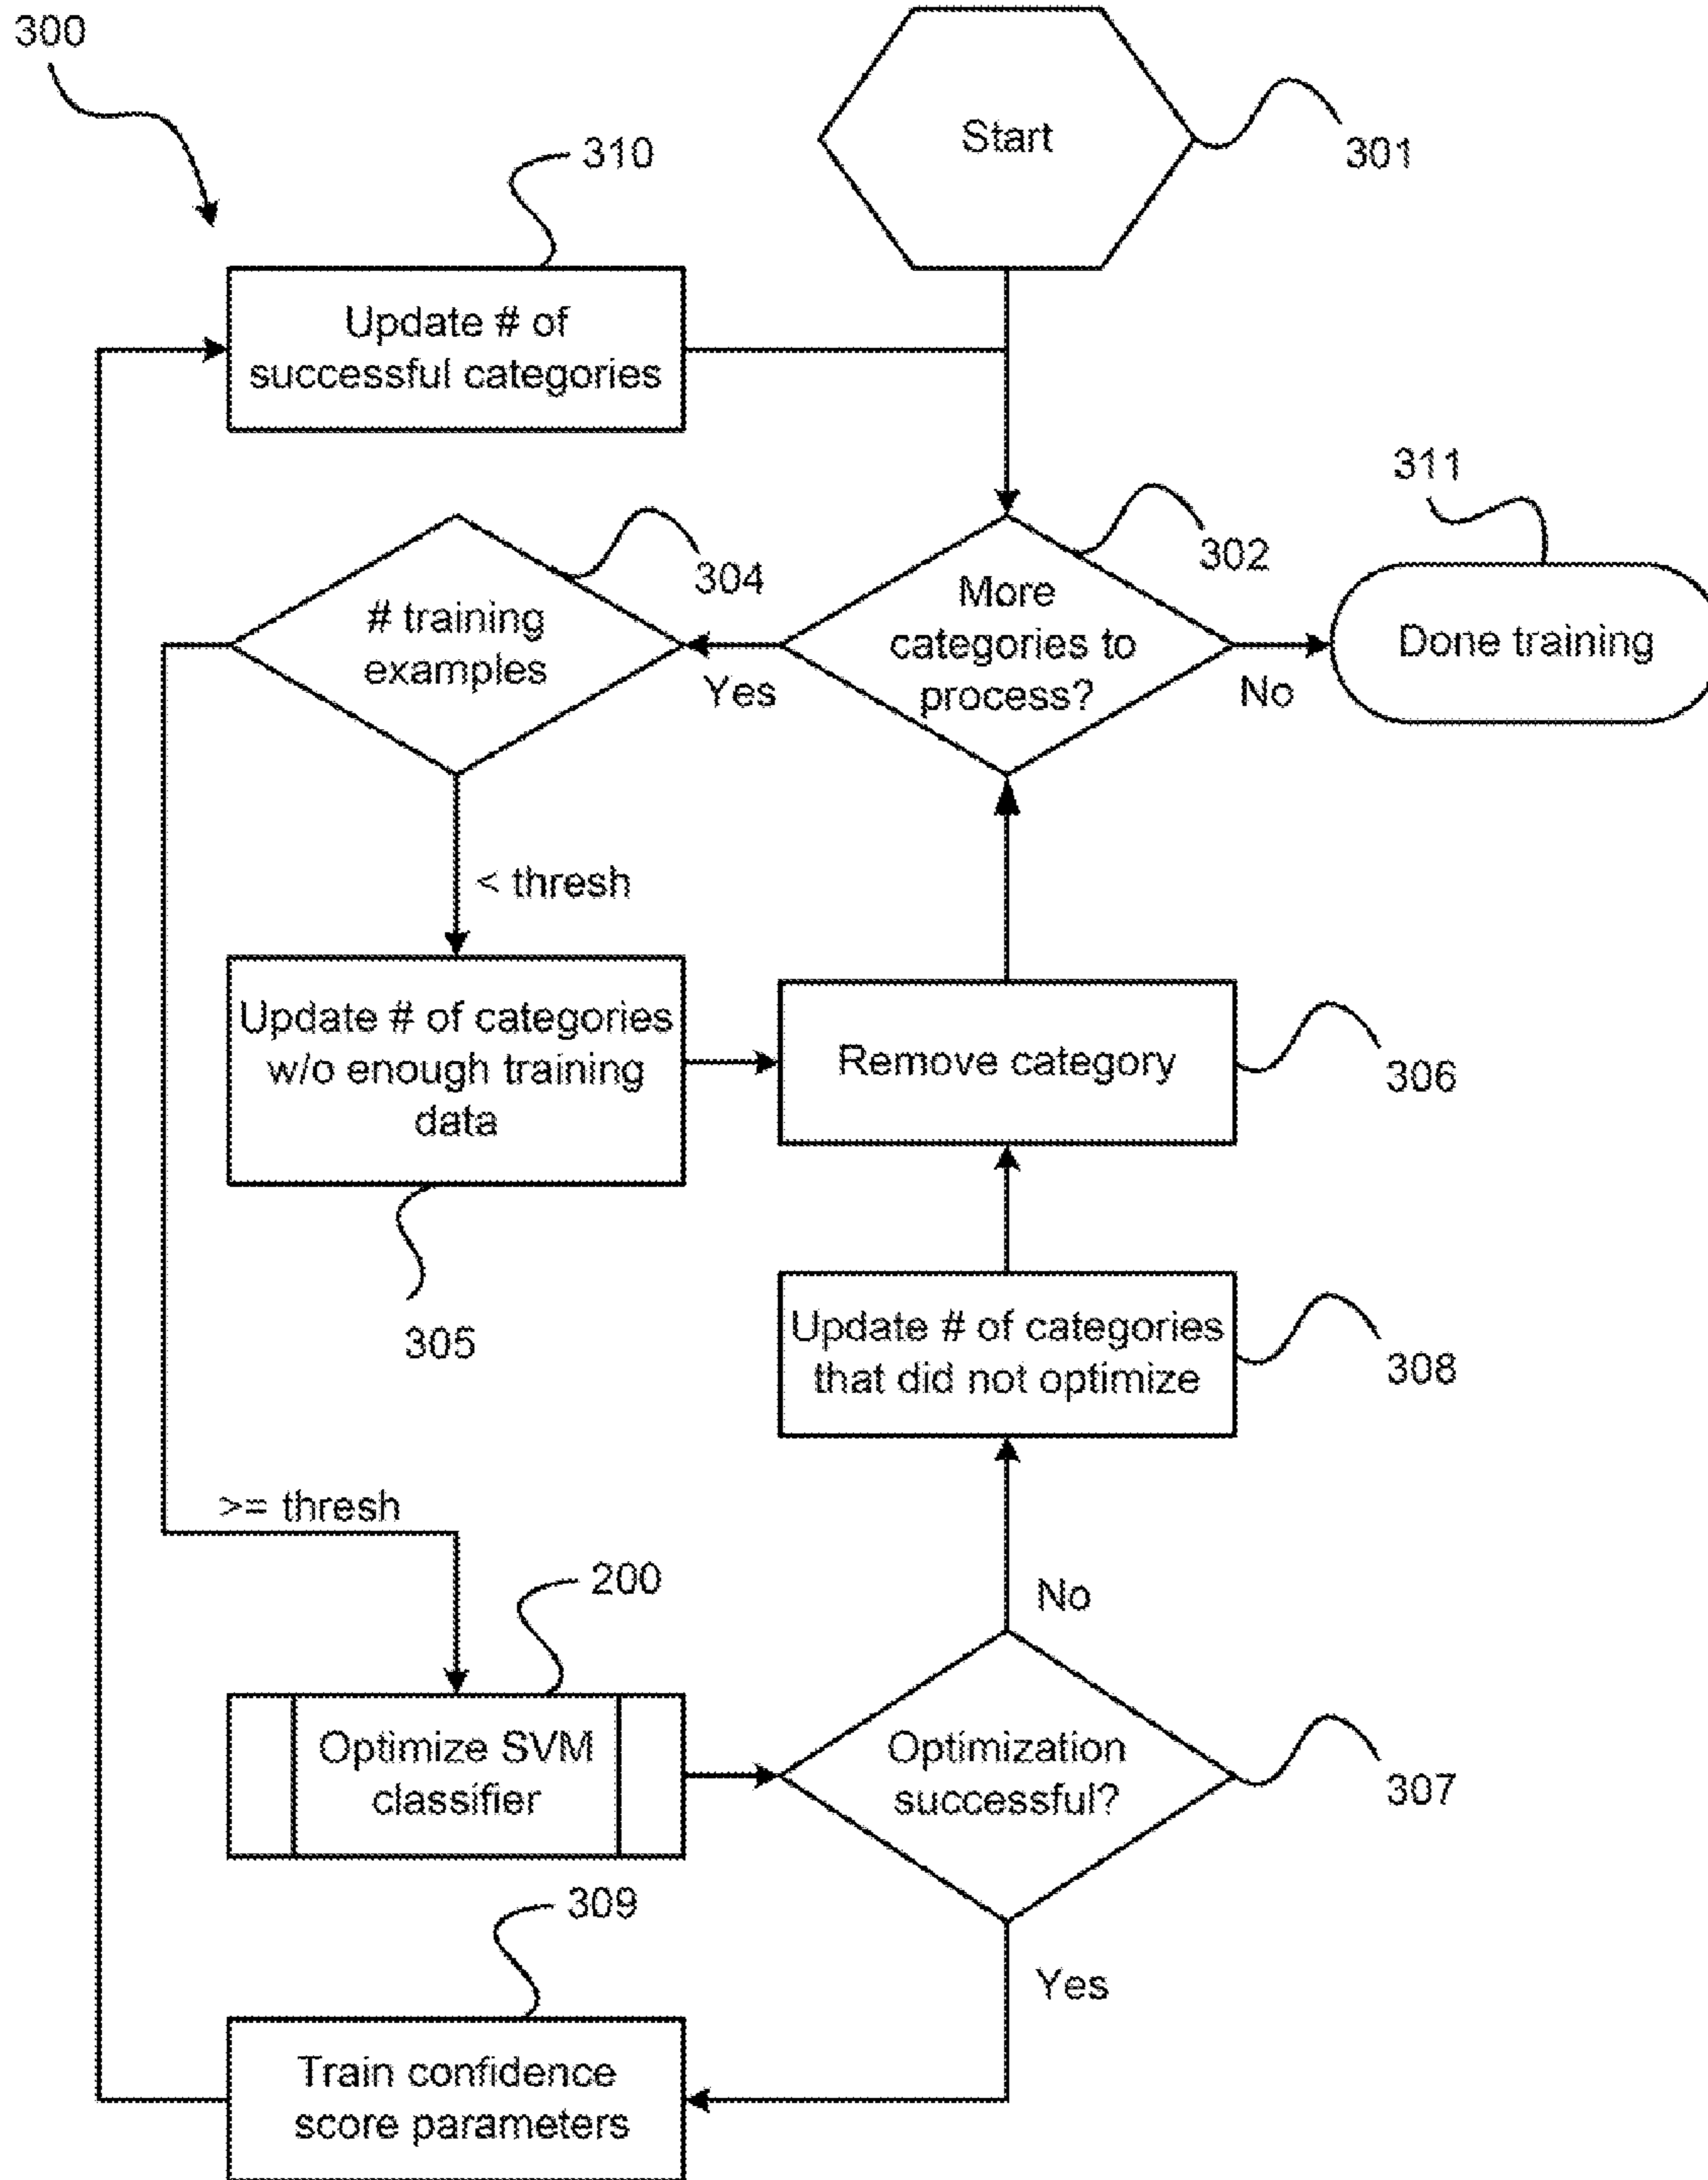 300
Start
301
310
Update # of
successful categories
311
302
304
More
categories to
process?
# training
examples
Done training
Yes
No
< thresh
Update # of categories
w/o enough training
data
Remove category
306
305
Update # of categories
that did not optimize
308
>= thresh
200
No
Optimize SVM
classifier
Optimization
successful?
307
309
Yes
Train confidence
score parameters